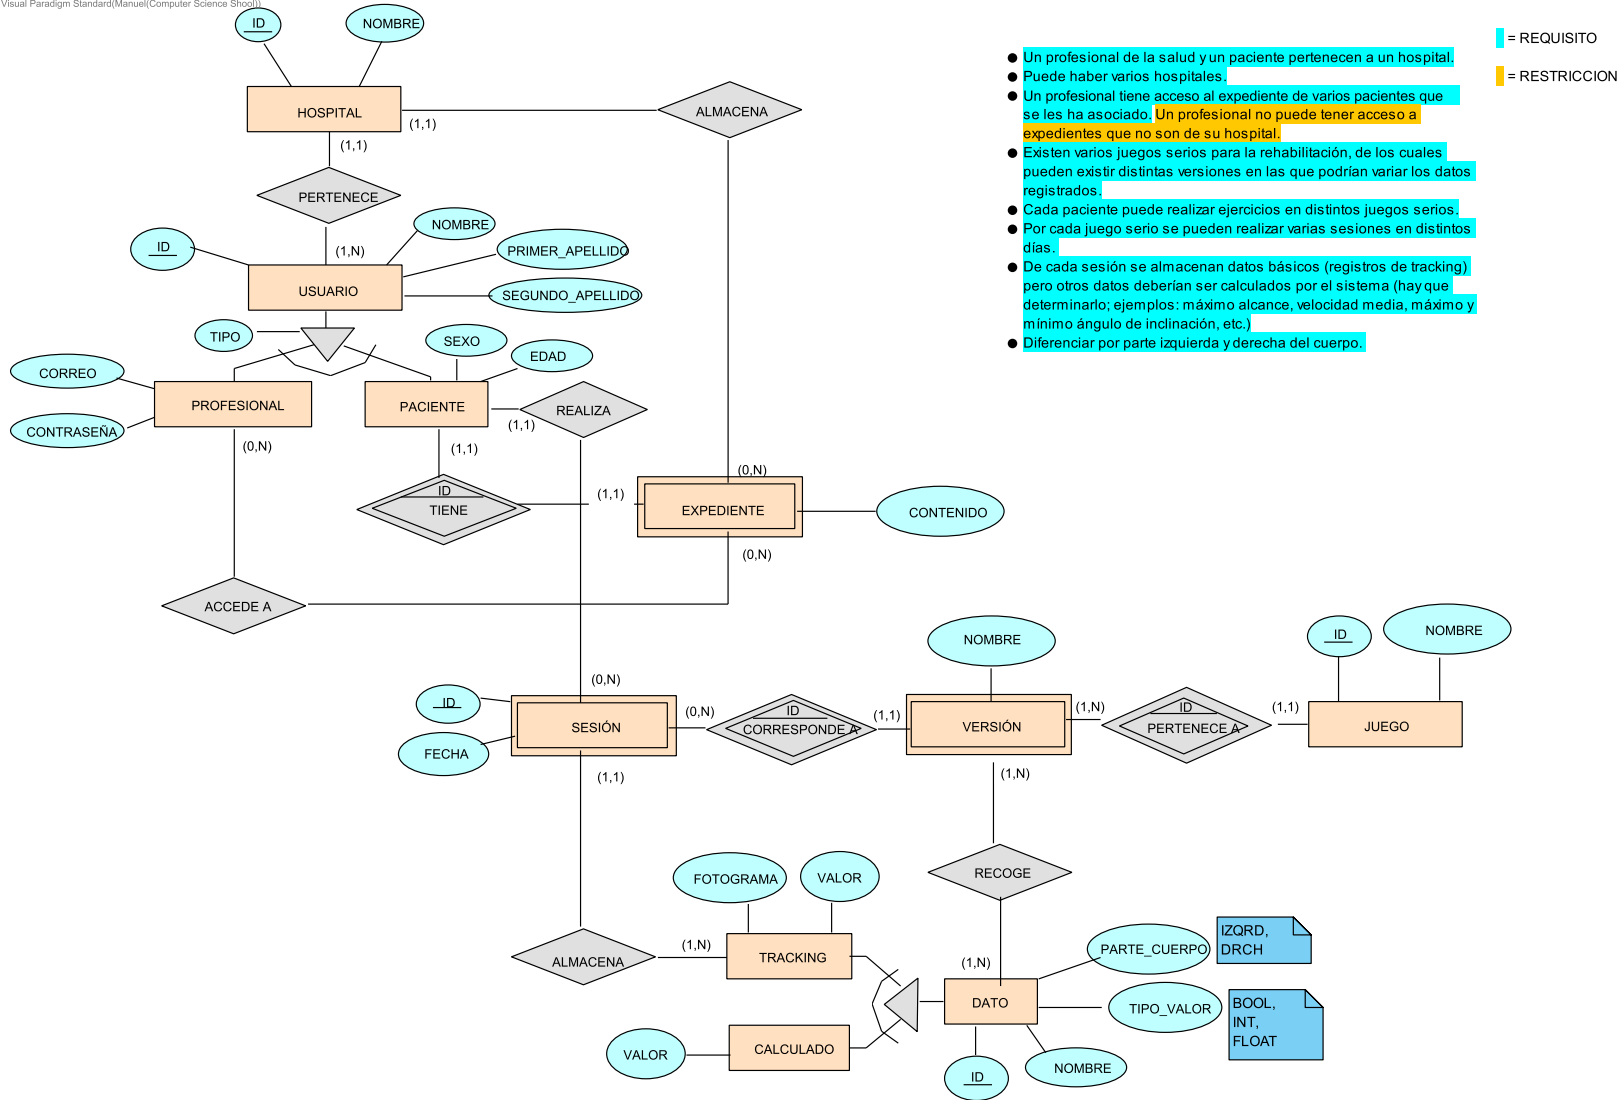 Visual Paradigm Standard(Manuel(Computer Science Shool))
ID
NOMBRE
HOSPITAL
(1,1)
ALMACENA
(1,1)
PERTENECE
(1,N)
ID
NOMBRE
PRIMER_APELLIDO
SEGUNDO_APELLIDO
USUARIO
TIPO
SEXO
EDAD
CORREO
CONTRASEÑA
PROFESIONAL
PACIENTE
(1,1)
REALIZA
(0,N)
(1,1)
ID
TIENE
(1,1)
(0,N)
EXPEDIENTE
CONTENIDO
(0,N)
ACCEDE A
● Un profesional de la salud y un paciente pertenecen a un hospital.
● Puede haber varios hospitales.
● Un profesional tiene acceso al expediente de varios pacientes que
se les ha asociado. Un profesional no puede tener acceso a
expedientes que no son de su hospital.
● Existen varios juegos serios para la rehabilitación, de los cuales
pueden existir distintas versiones en las que podrían variar los datos
registrados.
● Cada paciente puede realizar ejercicios en distintos juegos serios.
● Por cada juego serio se pueden realizar varias sesiones en distintos
días.
● De cada sesión se almacenan datos básicos (registros de tracking)
pero otros datos deberían ser calculados por el sistema (hay que
determinarlo; ejemplos: máximo alcance, velocidad media, máximo y
mínimo ángulo de inclinación, etc.)
● Diferenciar por parte izquierda y derecha del cuerpo.
= REQUISITO
= RESTRICCION
(0,N)
ID
FECHA
SESIÓN
(0,N)
ID
CORRESPONDE A
(1,1)
NOMBRE
VERSIÓN
(1,N)
ID
PERTENECE A
(1,1)
ID
NOMBRE
JUEGO
(1,1)
(1,N)
RECOGE
(1,N)
ALMACENA
(1,N)
FOTOGRAMA
VALOR
TRACKING
VALOR
CALCULADO
DATO
PARTE_CUERPO
IZQRD,
DRCH
TIPO_VALOR
BOOL,
INT,
FLOAT
NOMBRE
ID